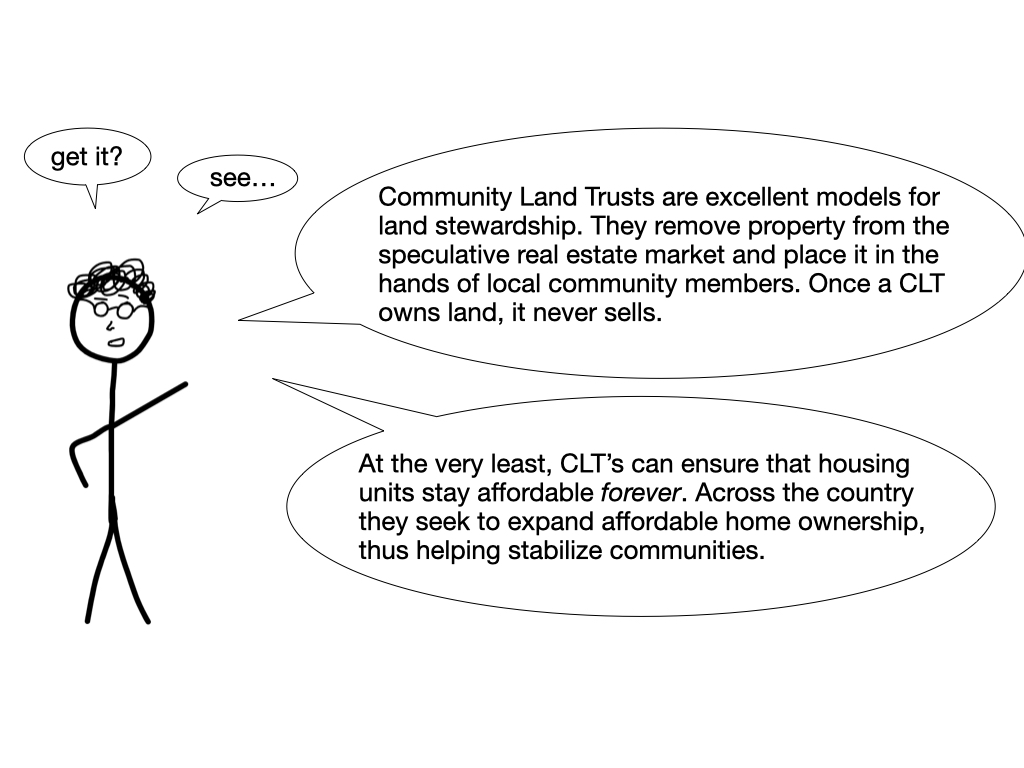 get it?
see…
Community Land Trusts are excellent models for
land stewardship. They remove property from the
speculative real estate market and place it in the
hands of local community members. Once a CLT
owns land, it never sells.
At the very least, CLT’s can ensure that housing
units stay affordable forever. Across the country
they seek to expand affordable home ownership,
thus helping stabilize communities.